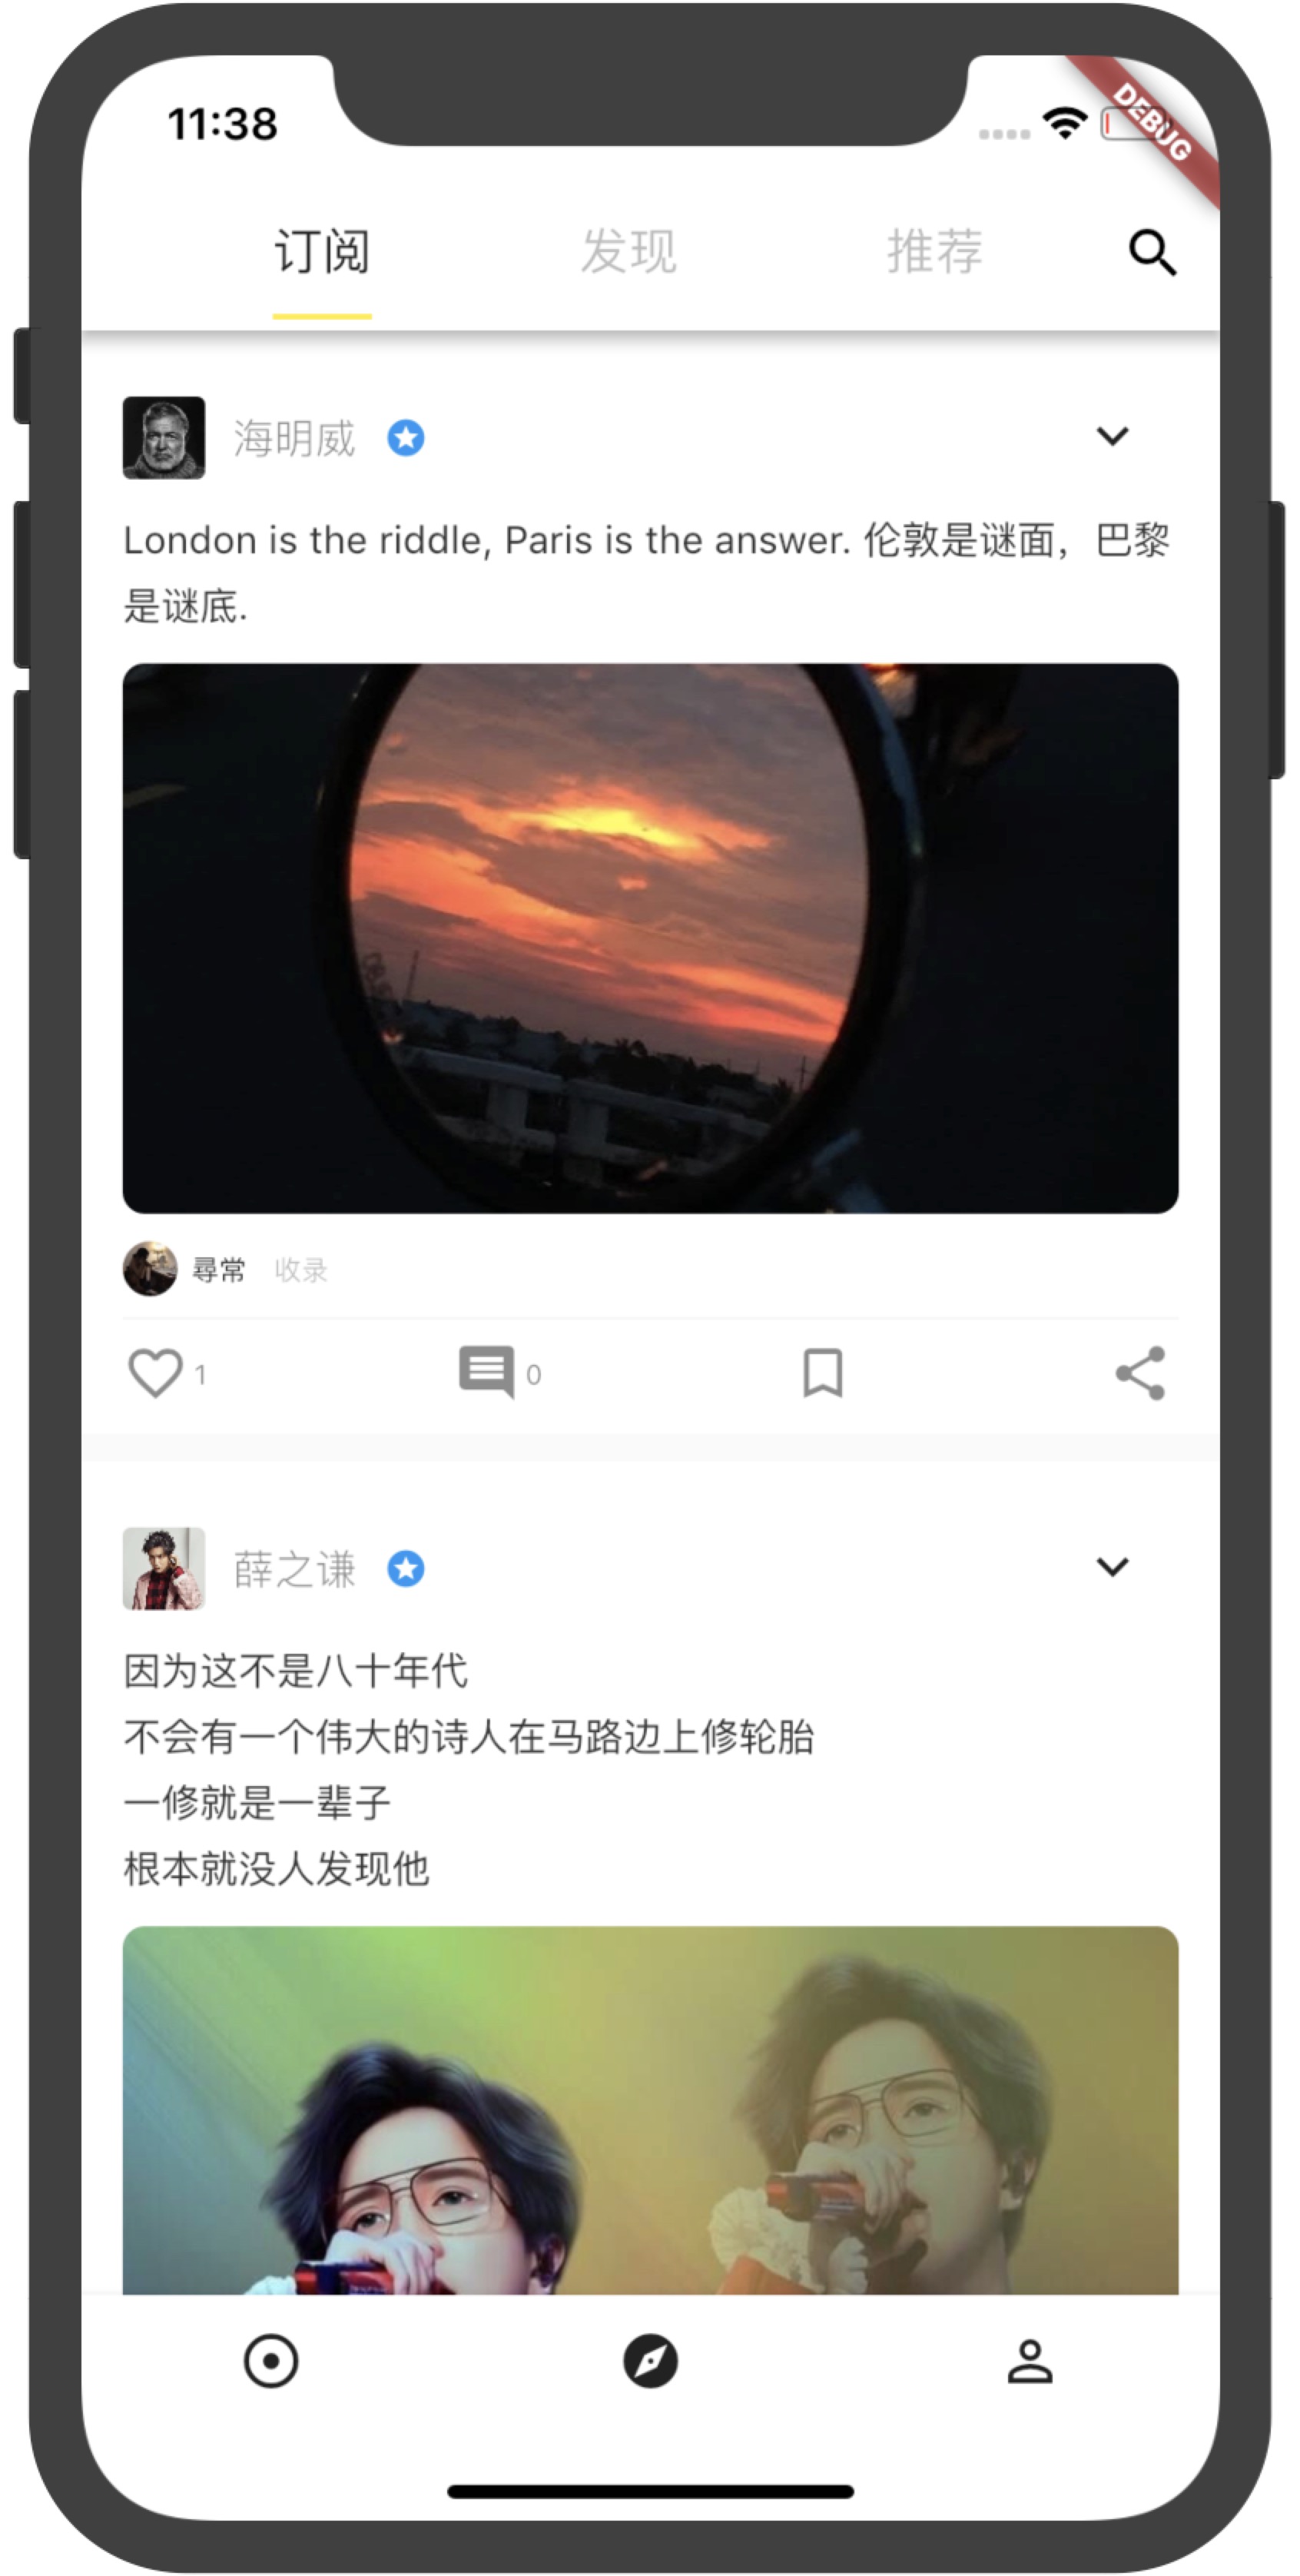 11:38
DEBUG
订阅 发现 推荐
海明威
London is the riddle, Paris is the answer. 伦敦是谜面，巴黎
是谜底.
尋常 收录
1 0
薛之谦
因为这不是八十年代
不会有一个伟大的诗人在马路边上修轮胎
一修就是一辈子
根本就没人发现他